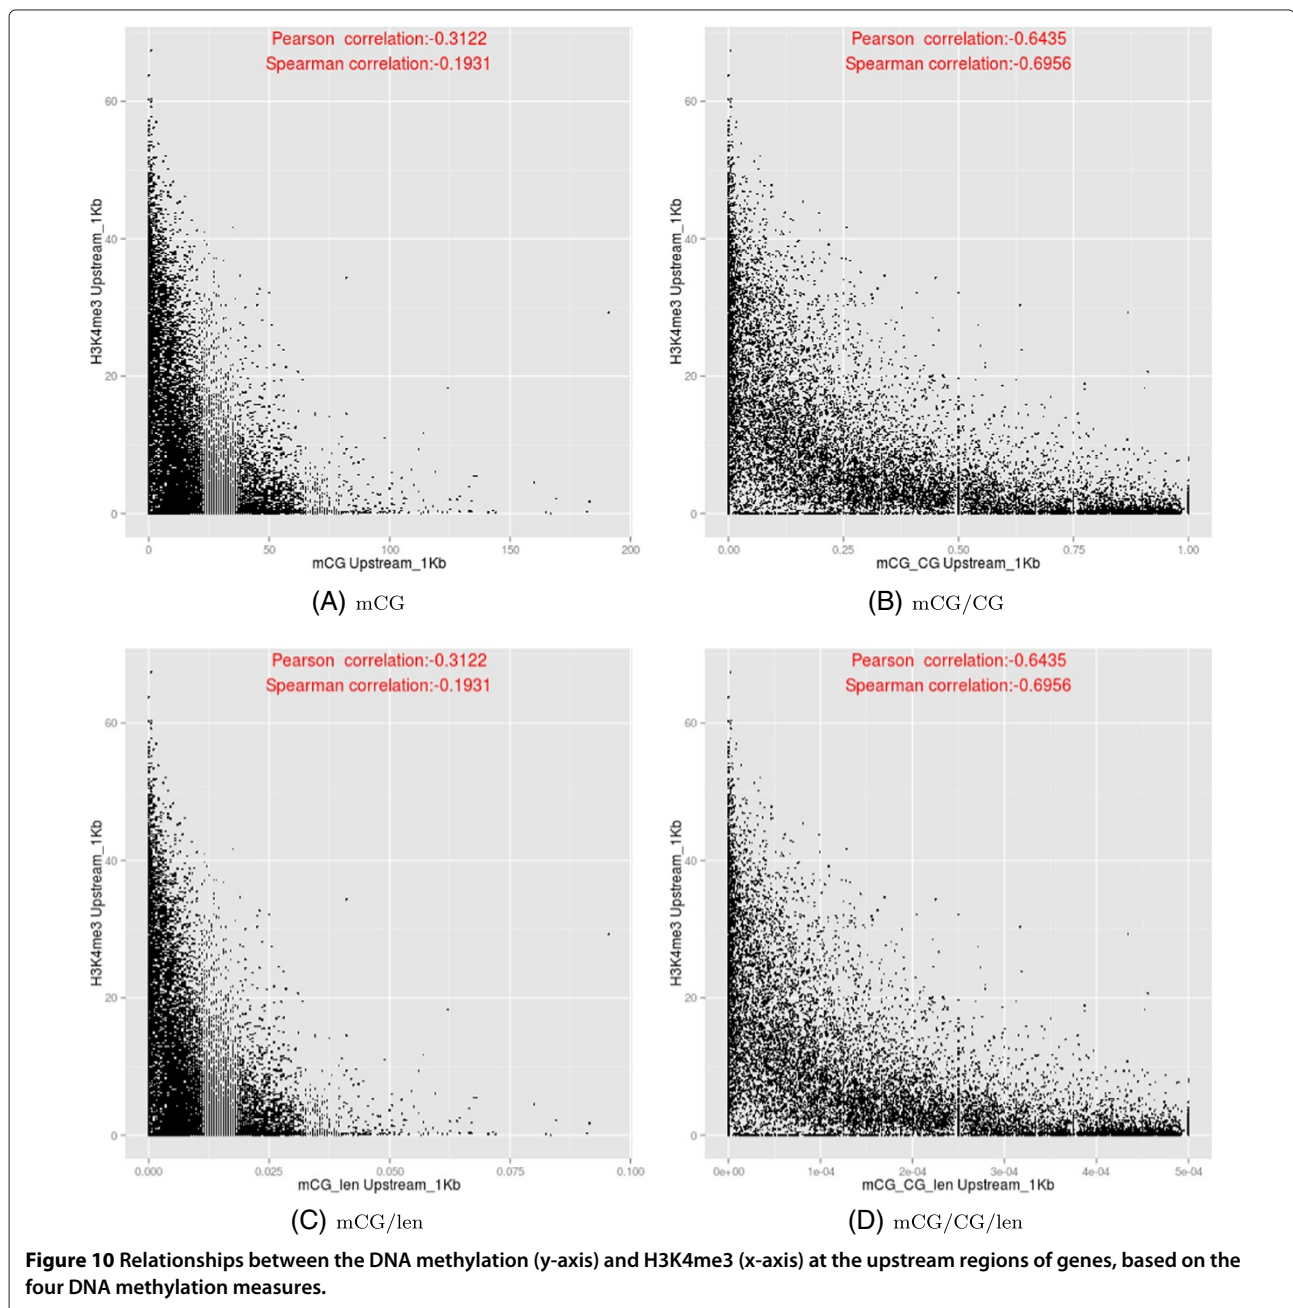 Pearson correlation:-0.3122
Spearman correlation:-0.1931
60
40
20
0
H3K4me3 Upstream_1Kb
0 50 100 150 200
mCG Upstream_1Kb
(A) mCG
Pearson correlation:-0.6435
Spearman correlation:-0.6956
60
40
20
0
H3K4me3 Upstream_1Kb
0.00 0.25 0.50 0.75 1.00
mCG_CG Upstream_1Kb
(B) mCG/CG
Pearson correlation:-0.3122
Spearman correlation:-0.1931
60
40
20
0
H3K4me3 Upstream_1Kb
0.000 0.025 0.050 0.075 0.100
mCG_len Upstream_1Kb
(C) mCG/len
Pearson correlation:-0.6435
Spearman correlation:-0.6956
60
40
20
0
H3K4me3 Upstream_1Kb
0e+00 1e-04 2e-04 3e-04 4e-04 5e-04
mCG_CG_len Upstream_1Kb
(D) mCG/CG/len
Figure 10 Relationships between the DNA methylation (y-axis) and H3K4me3 (x-axis) at the upstream regions of genes, based on the
four DNA methylation measures.